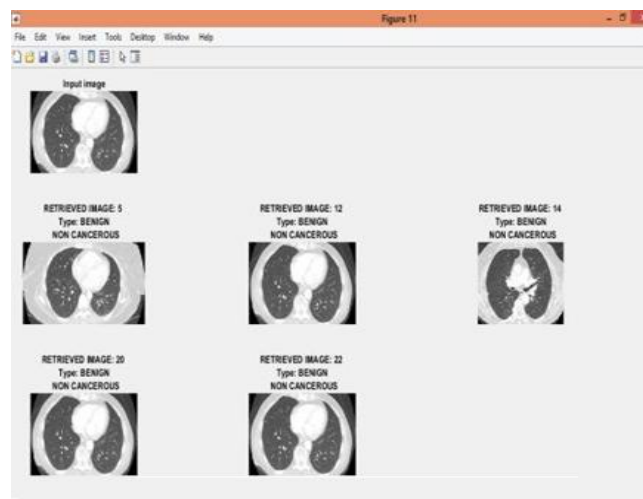 Figure 11
File Edit View Insert Tools Desktop Window Help
Input image
RETRIEVED IMAGE: 5
Type: BENIGN
NON CANCEROUS
RETRIEVED IMAGE: 12
Type: BENIGN
NON CANCEROUS
RETRIEVED IMAGE: 14
Type: BENIGN
NON CANCEROUS
RETRIEVED IMAGE: 20
Type: BENIGN
NON CANCEROUS
RETRIEVED IMAGE: 22
Type: BENIGN
NON CANCEROUS